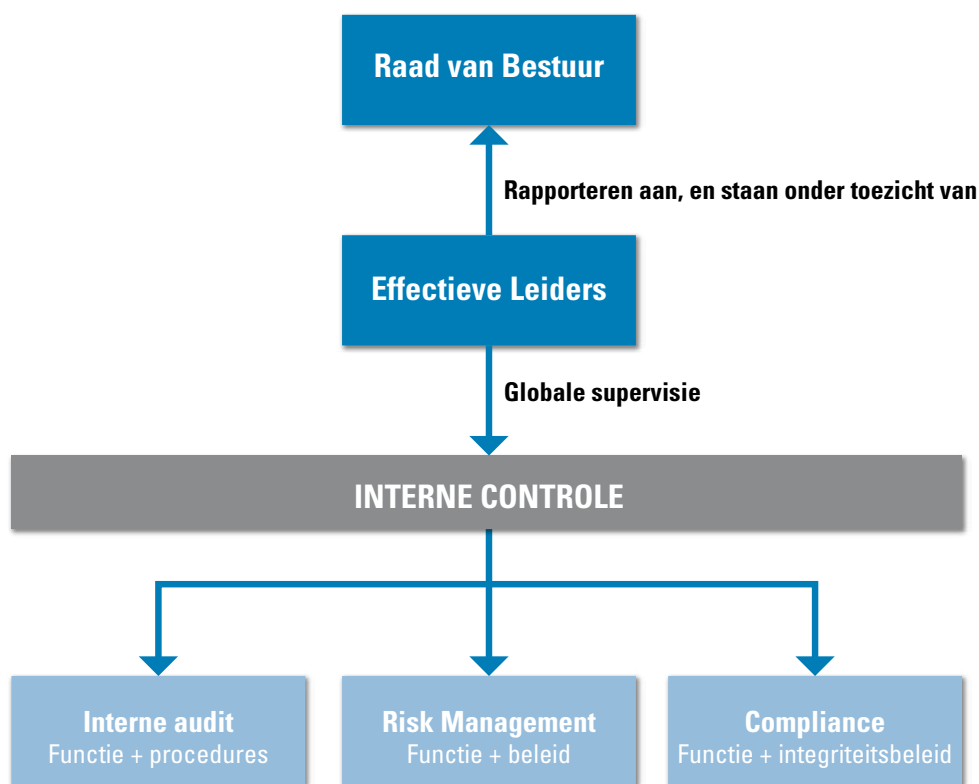 Raad van Bestuur
Rapporteren aan, en staan onder toezicht van
Effectieve Leiders
Globale supervisie
INTERNE CONTROLE
Interne audit
Functie + procedures
Risk Management
Functie + beleid
Compliance
Functie + integriteitsbeleid